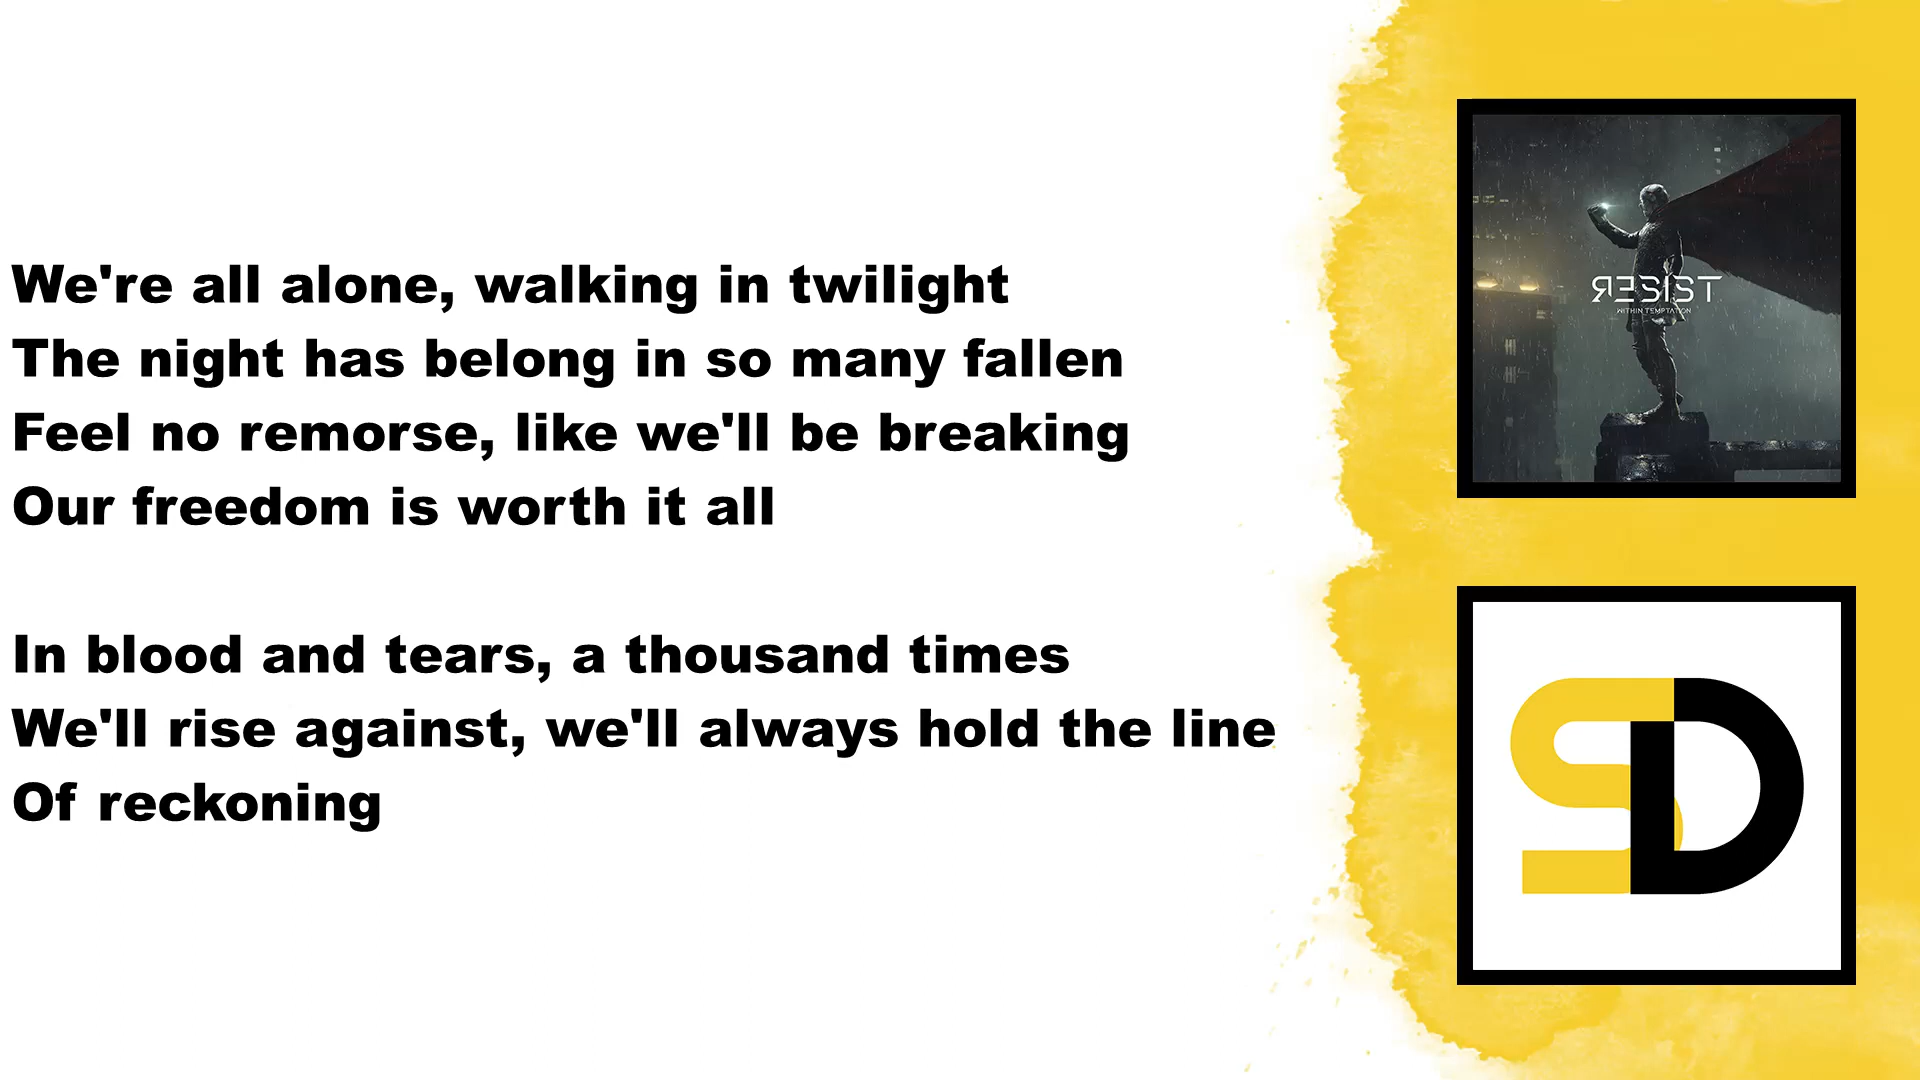 We're all alone, walking in twilight
The night has belong in so many fallen
Feel no remorse, like we'll be breaking
Our freedom is worth it all
In blood and tears, a thousand times
We'll rise against, we'll always hold the line
Of reckoning
RESIST
WITHIN TEMPTATION
SD